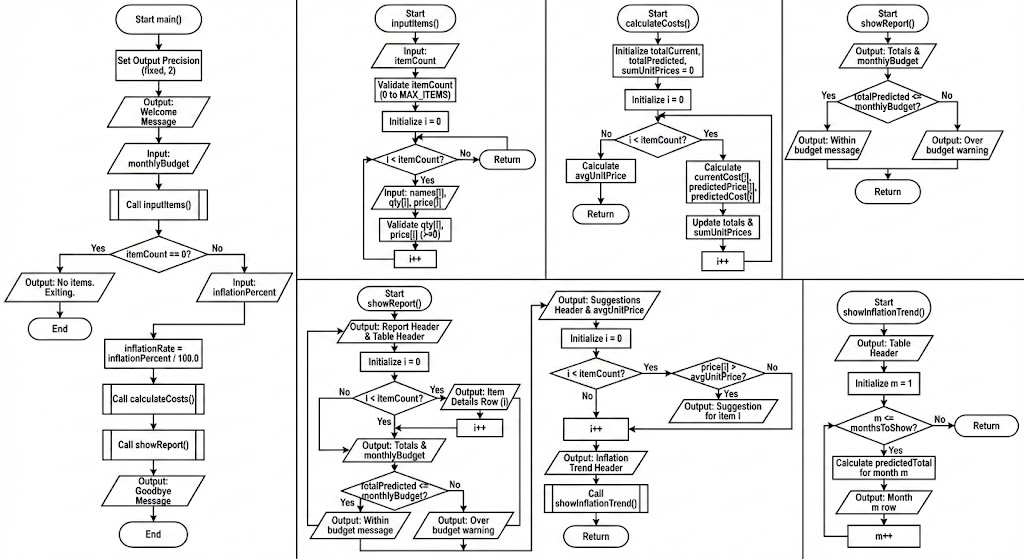 Start main()
Set Output Precision
(fixed, 2)
Output:
Welcome
Message
Input:
monthlyBudget
Call inputItems()
itemCount == 0?
Yes
No
Output: No items.
Exiting.
End
Input:
inflationPercent
inflationRate =
inflationPercent / 100.0
Call calculateCosts()
Call showReport()
Output:
Goodbye
Message
End
Start
inputItems()
Input:
itemCount
Validate itemCount
(0 to MAX_ITEMS)
Initialize i = 0
i < itemCount?
No
Return
Yes
Input: names[i],
qty[i], price[i]
Validate qty[i],
price[i] (>=0)
i++
Start
calculateCosts()
Initialize totalCurrent,
totalPredicted,
sumUnitPrices = 0
Initialize i = 0
i < itemCount?
No
Yes
Calculate
avgUnitPrice
Return
Calculate
currentCost[i],
predictedPrice[i],
predictedCost[i]
Update totals &
sumUnitPrices
i++
Start
showReport()
Output: Totals &
monthiyBudget
totalPredicted <=
monthiyBudget?
Yes
No
Output: Within
budget message
Output: Over
budget warning
Return
Start
showReport()
Output: Report Header
& Table Header
Initialize i = 0
i < itemCount?
No
Yes
Output: Item
Details Row (i)
i++
Yes
Output: Totals &
monthlyBudget
totalPredicted <=
monthlyBudget?
Yes
No
Output: Within
budget message
Output: Over
budget warning
Output: Suggestions
Header & avgUnitPrice
Initialize i = 0
i < itemCount?
Yes
No
price[i] >
avgUnitPrice?
No
Yes
Output: Suggestion
for item I
i++
Output: Inflation
Trend Header
Call
showInflationTrend()
Return
Start
showInflationTrend()
Output: Table
Header
Initialize m = 1
m <=
monthsToShow?
No
Return
Yes
Calculate predictedTotal
for month m
Output: Month
m row
m++